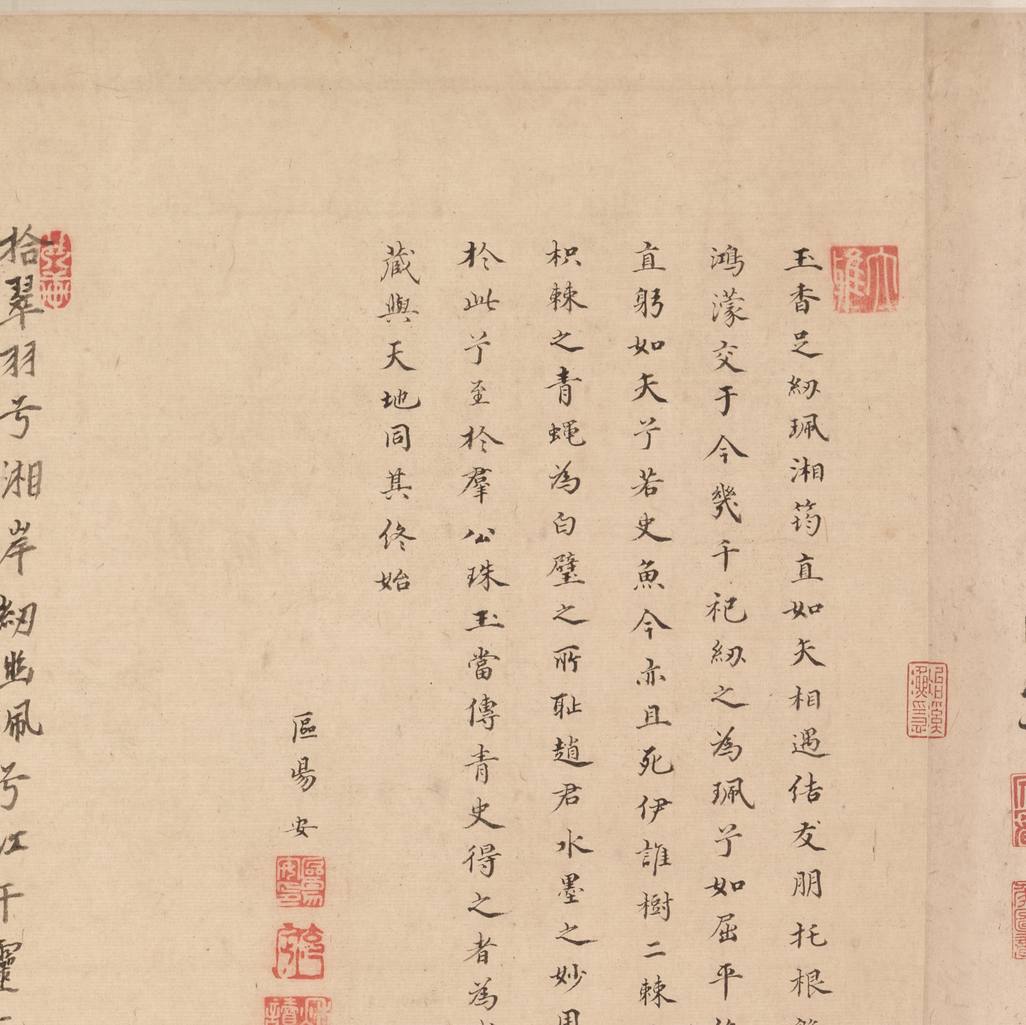 玉香足紉珮湘筠直如矢相遇結友朋托根
鴻濛交于今幾千祀紉之為珮兮如屈平
直躬如矢兮若史魚今亦且死伊誰樹二棘
枳棘之青蠅為白璧之所恥趙君水墨之妙
於此兮至於羣公珠玉當傳青史得之者為
藏與天地同其終始
區昜安
拾翠羽兮湘岸紉幽佩兮江干靈